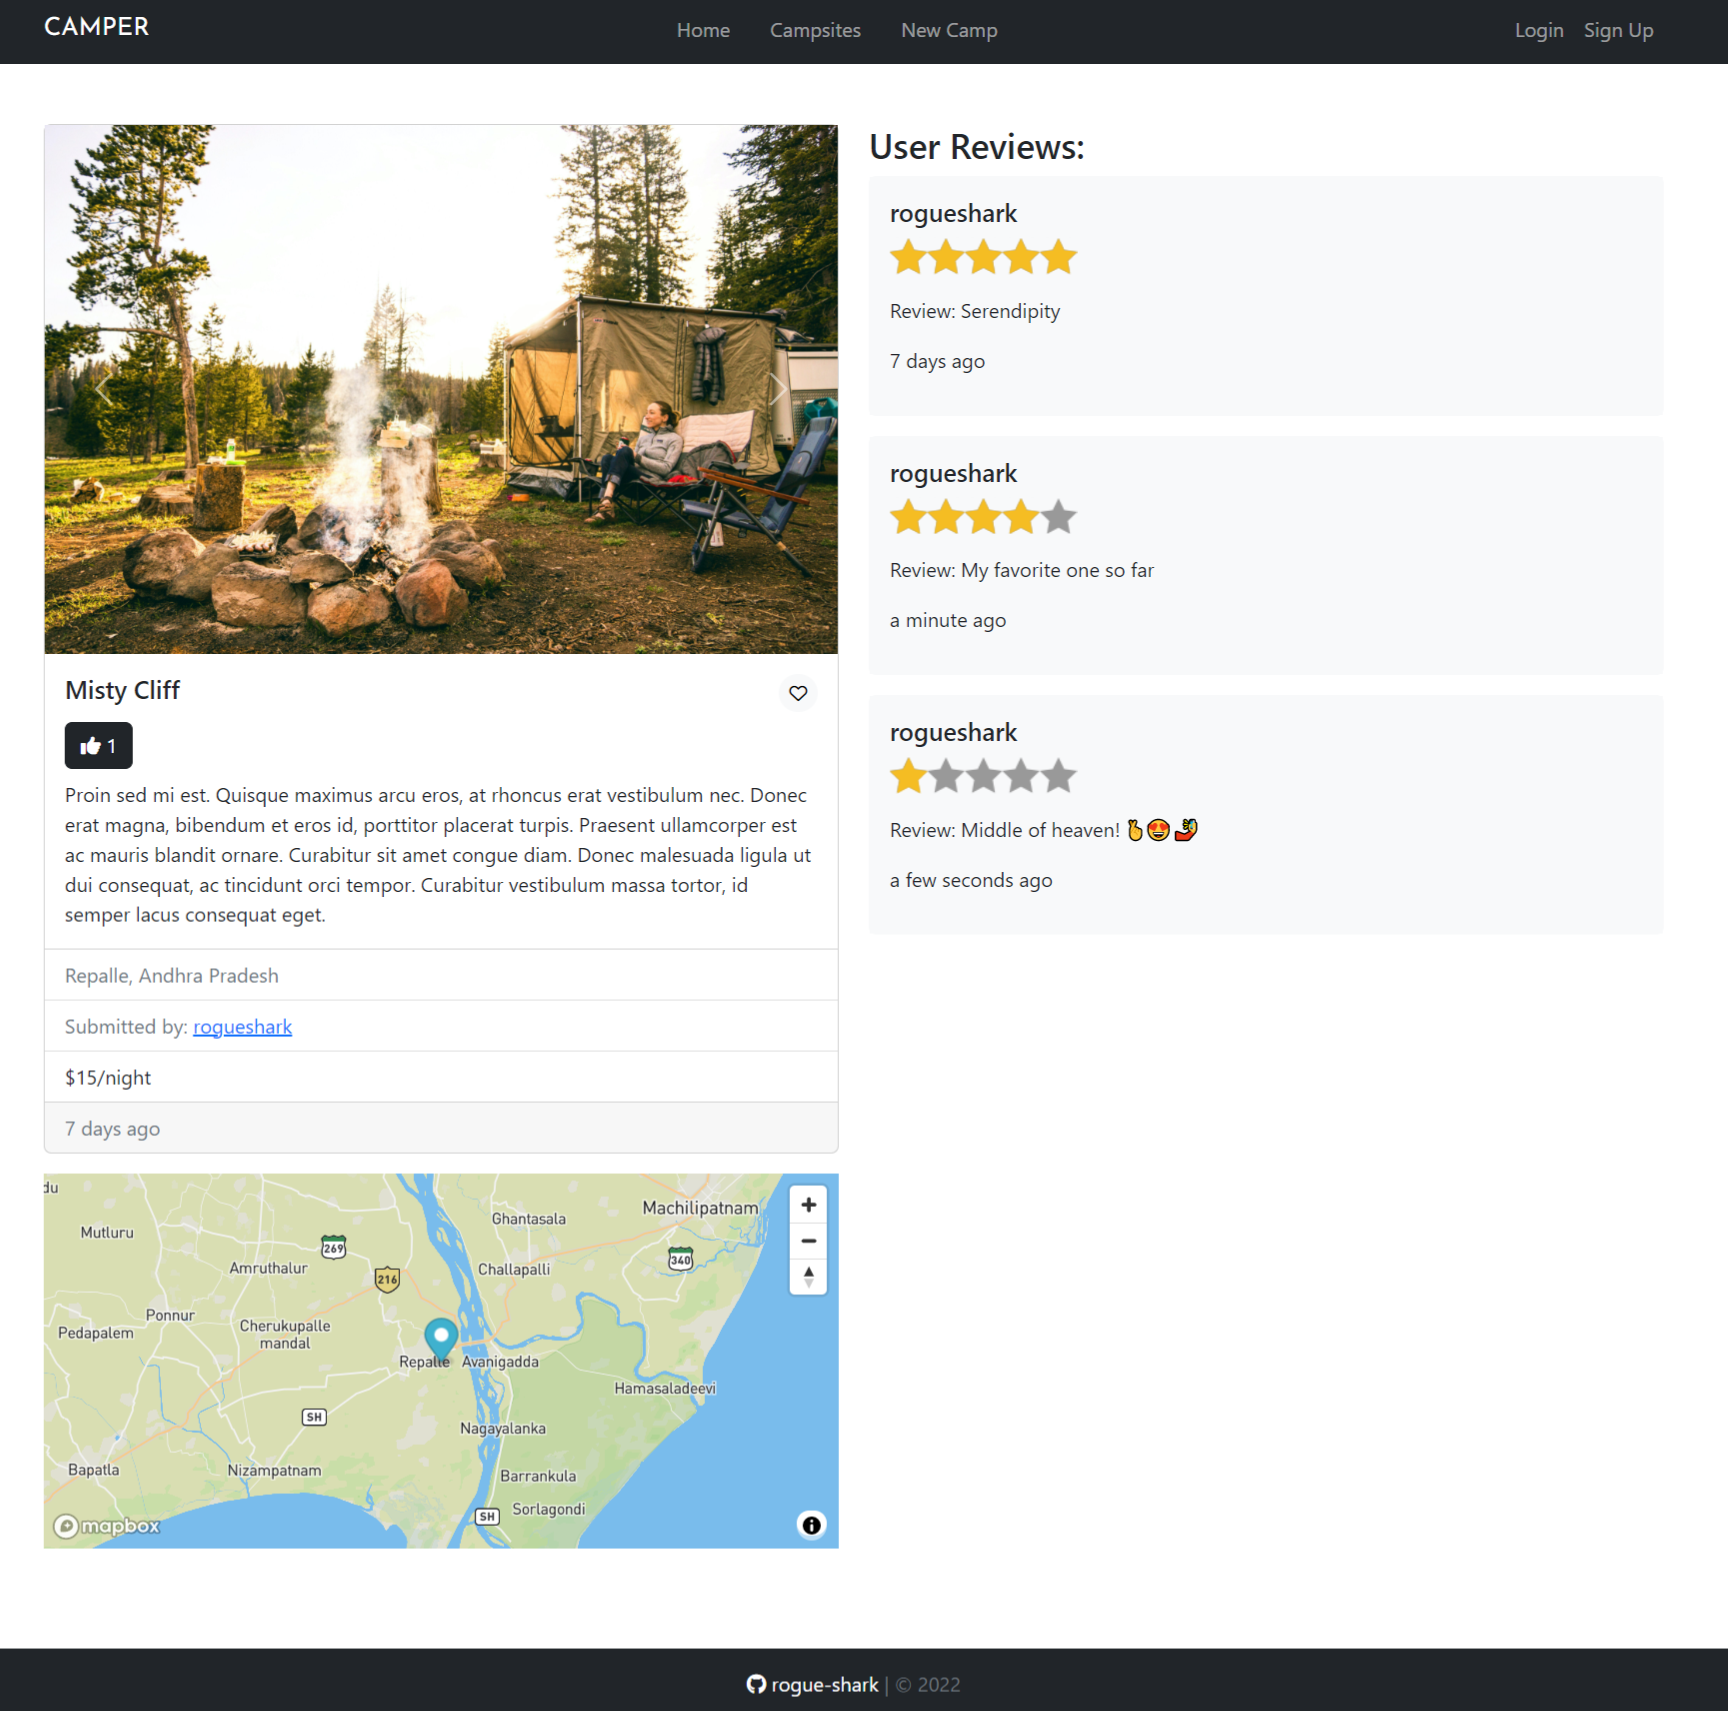 CAMPER
Home Campsites New Camp
Login Sign Up
Misty Cliff
1
Proin sed mi est. Quisque maximus arcu eros, at rhoncus erat vestibulum nec. Donec
erat magna, bibendum et eros id, porttitor placerat turpis. Praesent ullamcorper est
ac mauris blandit ornare. Curabitur sit amet congue diam. Donec malesuada ligula ut
dui consequat, ac tincidunt orci tempor. Curabitur vestibulum massa tortor, id
semper lacus consequat eget.
Repalle, Andhra Pradesh
Submitted by: rogueshark
$15/night
7 days ago
du
Mutluru
Ghantasala
Machilipatnam
269
340
Amruthalur
216
Challapalli
Ponnur
Pedapalem
Cherukupalle
mandal
Repalle
Avanigadda
Hamasaladeevi
SH
Nagayalanka
Bapatla
Nizampatnam
Barrankula
Sorlagondi
SH
mapbox
User Reviews:
rogueshark
Review: Serendipity
7 days ago
rogueshark
Review: My favorite one so far
a minute ago
rogueshark
Review: Middle of heaven! 🫰😍🤳
a few seconds ago
rogue-shark | © 2022